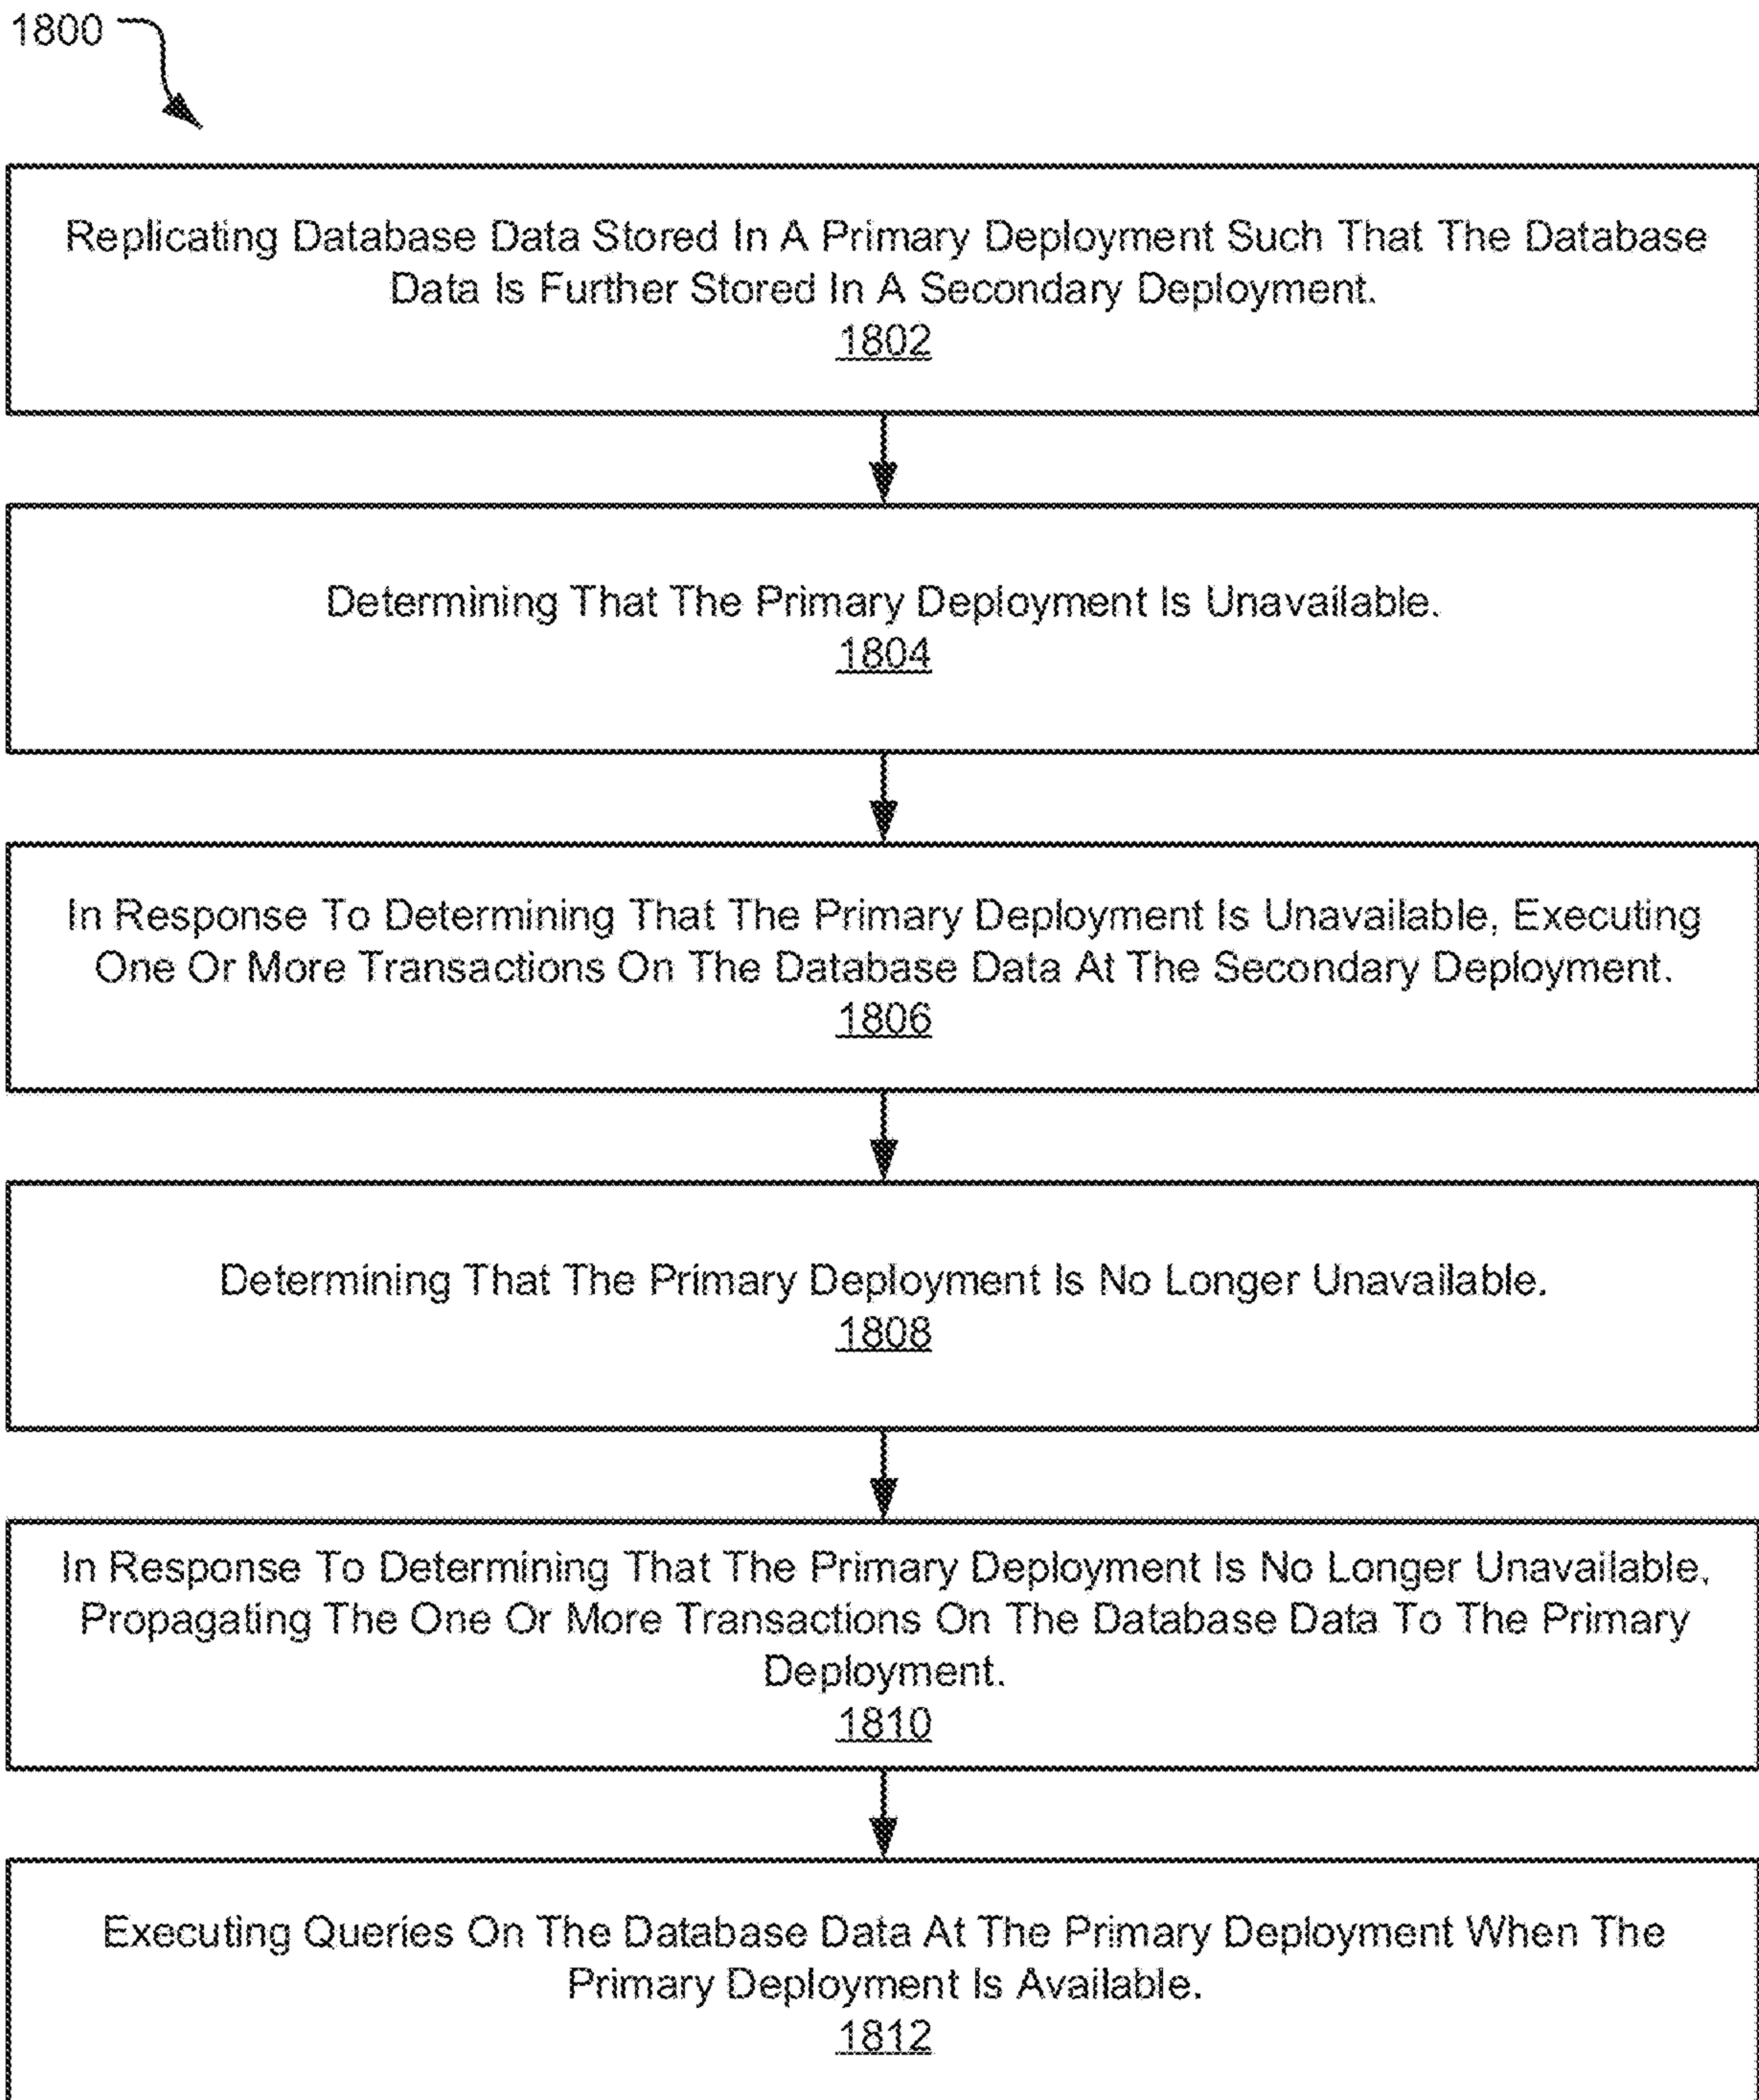 1800
Replicating Database Data Stored In A Primary Deployment Such That The Database
Data Is Further Stored In A Secondary Deployment.
1802
Determining That The Primary Deployment Is Unavailable.
1804
In Response To Determining That The Primary Deployment Is Unavailable, Executing
One Or More Transactions On The Database Data At The Secondary Deployment.
1806
Determining That The Primary Deployment Is No Longer Unavailable.
1808
In Response To Determining That The Primary Deployment Is No Longer Unavailable,
Propagating The One Or More Transactions On The Database Data To The Primary
Deployment.
1810
Executing Queries On The Database Data At The Primary Deployment When The
Primary Deployment Is Available.
1812